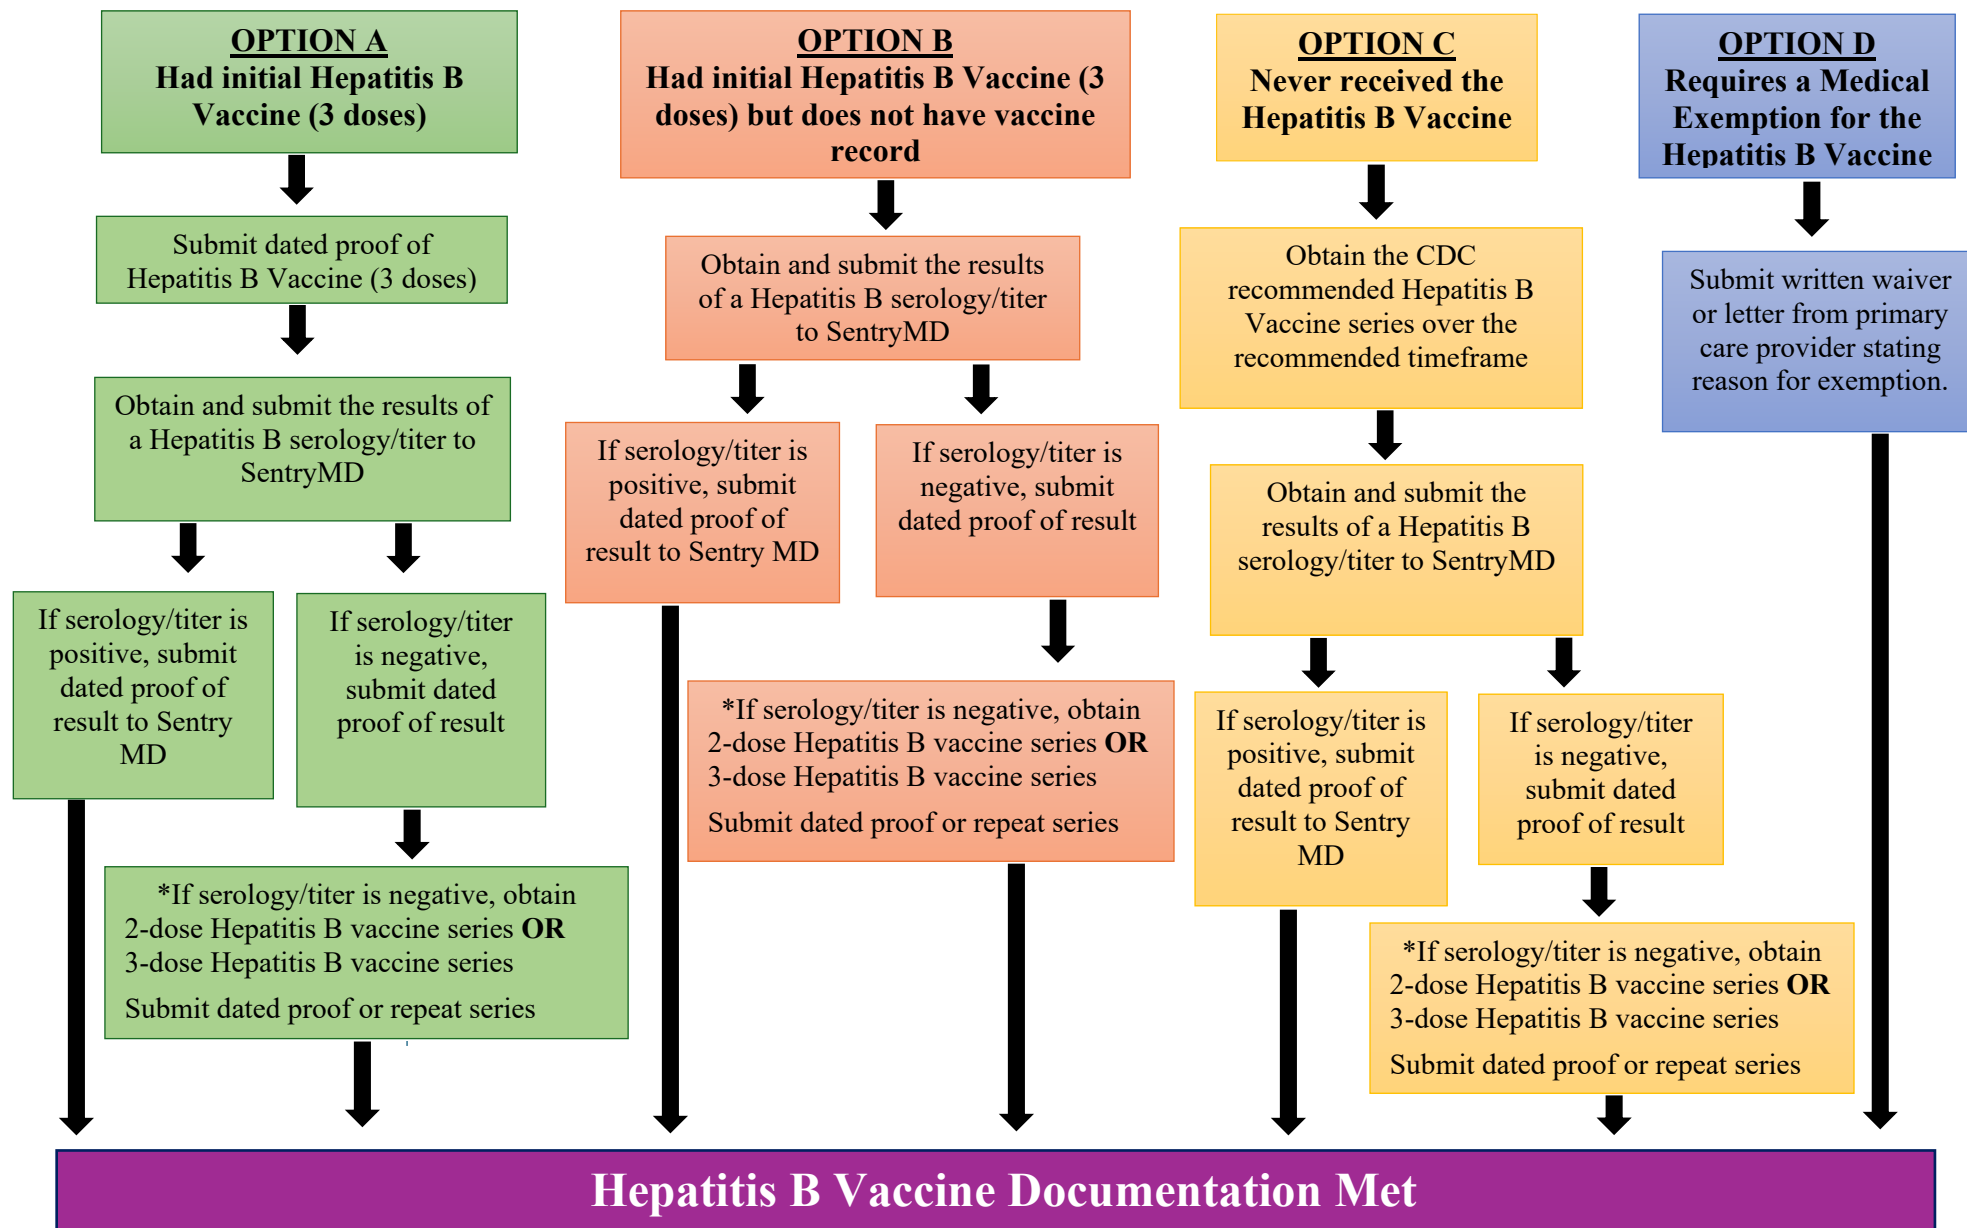 OPTION A
Had initial Hepatitis B
Vaccine (3 doses)
Submit dated proof of
Hepatitis B Vaccine (3 doses)
Obtain and submit the results of
a Hepatitis B serology/titer to
SentryMD
If serology/titer is
positive, submit
dated proof of
result to Sentry
MD
If serology/titer
is negative,
submit dated
proof of result
*If serology/titer is negative, obtain
2-dose Hepatitis B vaccine series OR
3-dose Hepatitis B vaccine series
Submit dated proof or repeat series
OPTION B
Had initial Hepatitis B Vaccine (3
doses) but does not have vaccine
record
Obtain and submit the results
of a Hepatitis B serology/titer
to SentryMD
If serology/titer is
positive, submit
dated proof of
result to Sentry MD
If serology/titer is
negative, submit
dated proof of result
*If serology/titer is negative, obtain
2-dose Hepatitis B vaccine series OR
3-dose Hepatitis B vaccine series
Submit dated proof or repeat series
OPTION C
Never received the
Hepatitis B Vaccine
Obtain the CDC
recommended Hepatitis B
Vaccine series over the
recommended timeframe
Obtain and submit the
results of a Hepatitis B
serology/titer to SentryMD
If serology/titer is
positive, submit
dated proof of
result to Sentry
MD
If serology/titer
is negative,
submit dated
proof of result
*If serology/titer is negative, obtain
2-dose Hepatitis B vaccine series OR
3-dose Hepatitis B vaccine series
Submit dated proof or repeat series
OPTION D
Requires a Medical
Exemption for the
Hepatitis B Vaccine
Submit written waiver
or letter from primary
care provider stating
reason for exemption.
Hepatitis B Vaccine Documentation Met